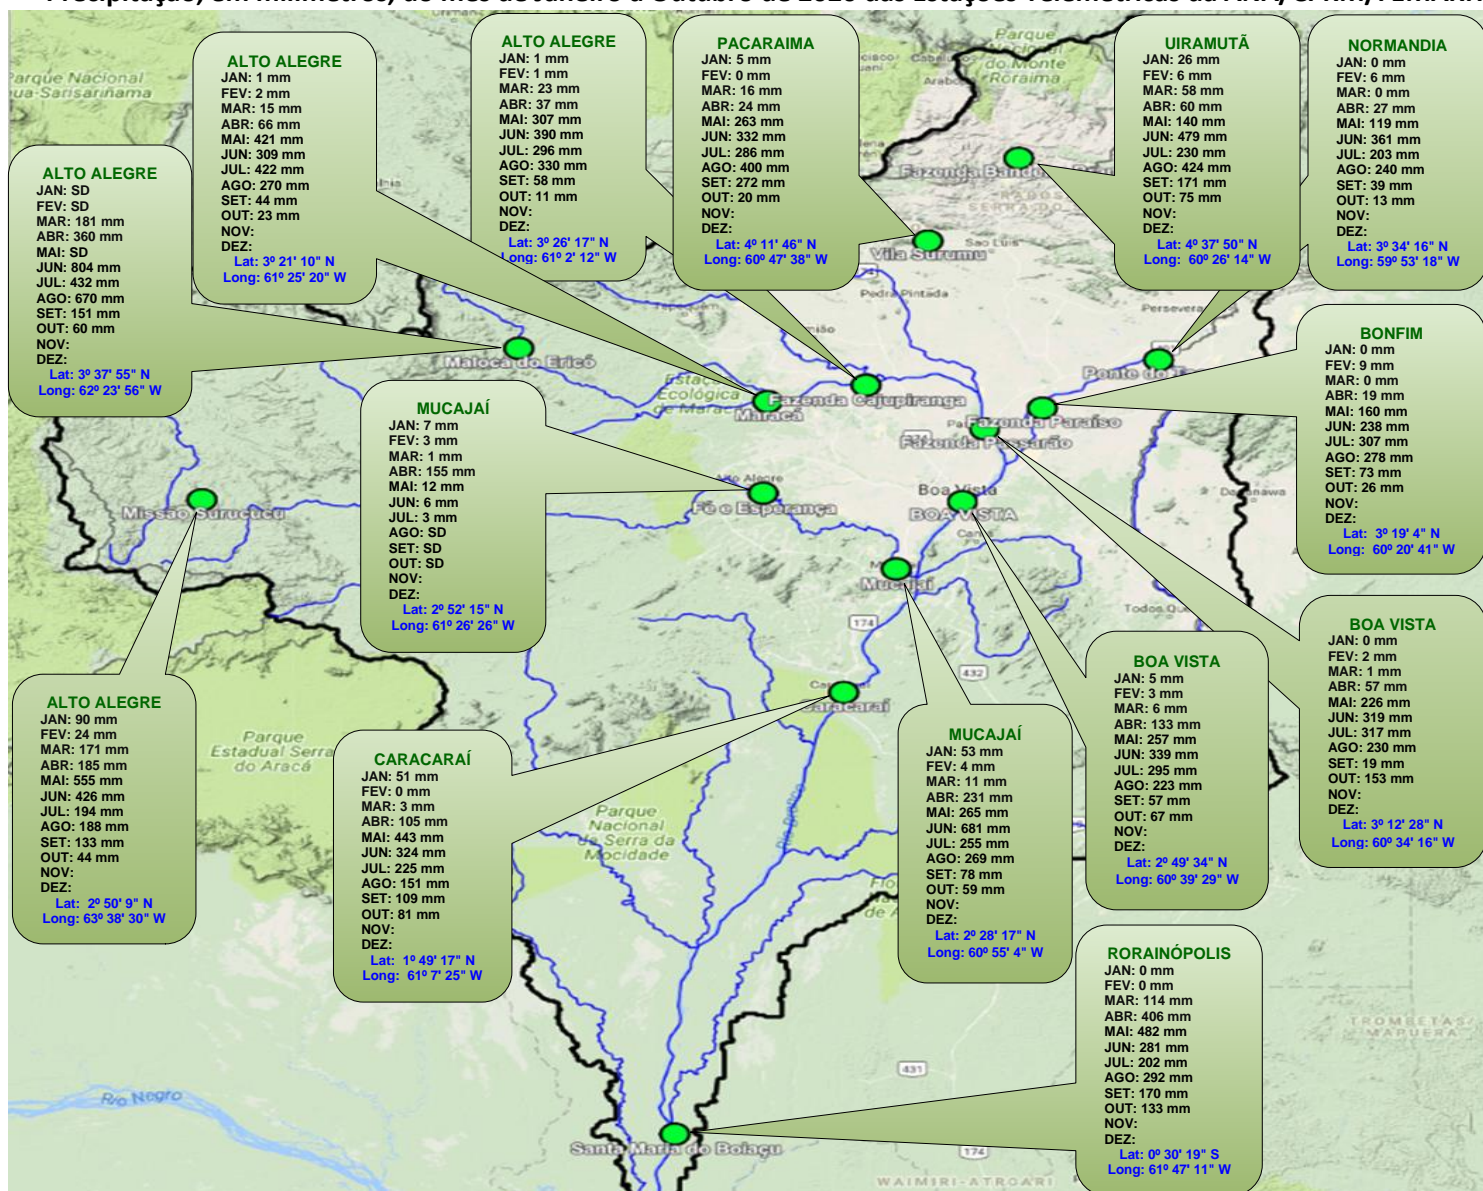 ALTO ALEGRE
JAN: SD
FEV: SD
MAR: 181 mm
ABR: 360 mm
MAI: SD
JUN: 804 mm
JUL: 432 mm
AGO: 670 mm
SET: 151 mm
OUT: 60 mm
NOV:
DEZ:
Lat: 3º 37' 55" N
Long: 62º 23' 56" W
ALTO ALEGRE
JAN: 1 mm
FEV: 2 mm
MAR: 15 mm
ABR: 66 mm
MAI: 421 mm
JUN: 309 mm
JUL: 422 mm
AGO: 270 mm
SET: 44 mm
OUT: 23 mm
NOV:
DEZ:
Lat: 3º 21' 10" N
Long: 61º 25' 20" W
ALTO ALEGRE
JAN: 1 mm
FEV: 1 mm
MAR: 23 mm
ABR: 37 mm
MAI: 307 mm
JUN: 390 mm
JUL: 296 mm
AGO: 330 mm
SET: 58 mm
OUT: 11 mm
NOV:
DEZ:
Lat: 3º 26' 17" N
Long: 61º 2' 12" W
PACARAIMA
JAN: 5 mm
FEV: 0 mm
MAR: 16 mm
ABR: 24 mm
MAI: 263 mm
JUN: 332 mm
JUL: 286 mm
AGO: 400 mm
SET: 272 mm
OUT: 20 mm
NOV:
DEZ:
Lat: 4º 11' 46" N
Long: 60º 47' 38" W
UIRAMUTÃ
JAN: 26 mm
FEV: 6 mm
MAR: 58 mm
ABR: 60 mm
MAI: 140 mm
JUN: 479 mm
JUL: 230 mm
AGO: 424 mm
SET: 171 mm
OUT: 75 mm
NOV:
DEZ:
Lat: 4º 37' 50" N
Long: 60º 26' 14" W
NORMANDIA
JAN: 0 mm
FEV: 6 mm
MAR: 0 mm
ABR: 27 mm
MAI: 119 mm
JUN: 361 mm
JUL: 203 mm
AGO: 240 mm
SET: 39 mm
OUT: 13 mm
NOV:
DEZ:
Lat: 3º 34' 16" N
Long: 59º 53' 18" W
BONFIM
JAN: 0 mm
FEV: 9 mm
MAR: 0 mm
ABR: 19 mm
MAI: 160 mm
JUN: 238 mm
JUL: 307 mm
AGO: 278 mm
SET: 73 mm
OUT: 26 mm
NOV:
DEZ:
Lat: 3º 19' 4" N
Long: 60º 20' 41" W
MUCAJAÍ
JAN: 7 mm
FEV: 3 mm
MAR: 1 mm
ABR: 155 mm
MAI: 12 mm
JUN: 6 mm
JUL: 3 mm
AGO: SD
SET: SD
OUT: SD
NOV:
DEZ:
Lat: 2º 52' 15" N
Long: 61º 26' 26" W
BOA VISTA
JAN: 0 mm
FEV: 2 mm
MAR: 1 mm
ABR: 57 mm
MAI: 226 mm
JUN: 319 mm
JUL: 317 mm
AGO: 230 mm
SET: 19 mm
OUT: 153 mm
NOV:
DEZ:
Lat: 3º 12' 28" N
Long: 60º 34' 16" W
BOA VISTA
JAN: 5 mm
FEV: 3 mm
MAR: 6 mm
ABR: 133 mm
MAI: 257 mm
JUN: 339 mm
JUL: 295 mm
AGO: 223 mm
SET: 57 mm
OUT: 67 mm
NOV:
DEZ:
Lat: 2º 49' 34" N
Long: 60º 39' 29" W
ALTO ALEGRE
JAN: 90 mm
FEV: 24 mm
MAR: 171 mm
ABR: 185 mm
MAI: 555 mm
JUN: 426 mm
JUL: 194 mm
AGO: 188 mm
SET: 133 mm
OUT: 44 mm
NOV:
DEZ:
Lat: 2º 50' 9" N
Long: 63º 38' 30" W
CARACARAÍ
JAN: 51 mm
FEV: 0 mm
MAR: 3 mm
ABR: 105 mm
MAI: 443 mm
JUN: 324 mm
JUL: 225 mm
AGO: 151 mm
SET: 109 mm
OUT: 81 mm
NOV:
DEZ:
Lat: 1º 49' 17" N
Long: 61º 7' 25" W
MUCAJAÍ
JAN: 53 mm
FEV: 4 mm
MAR: 11 mm
ABR: 231 mm
MAI: 265 mm
JUN: 681 mm
JUL: 255 mm
AGO: 269 mm
SET: 78 mm
OUT: 59 mm
NOV:
DEZ:
Lat: 2º 28' 17" N
Long: 60º 55' 4" W
RORAINÓPOLIS
JAN: 0 mm
FEV: 0 mm
MAR: 114 mm
ABR: 406 mm
MAI: 482 mm
JUN: 281 mm
JUL: 202 mm
AGO: 292 mm
SET: 170 mm
OUT: 133 mm
NOV:
DEZ:
Lat: 0º 30' 19" S
Long: 61º 47' 11" W
Parque Nacional
Parque
do Monte
Roraima
Vila Surumu
Sao Luis
Pedra Pintada
Maloca do Ericó
Estação
Ecológica
de Maracá
Maracá
Fazenda Cajupiranga
Fazenda Paraíso
Fazenda Passarão
Missão Surucucu
Alto Alegre
Fé e Esperança
Boa Vista
BOA VISTA
Mucajaí
174
432
Caracaraí
Parque
Estadual Serra
do Aracá
Parque
Nacional
da Serra da
Mocidade
Rio Branco
Rio Negro
431
174
Santa Maria do Boiaçu
TROMBETAS/
MAPUERA
WAIMIRI-ATROARI